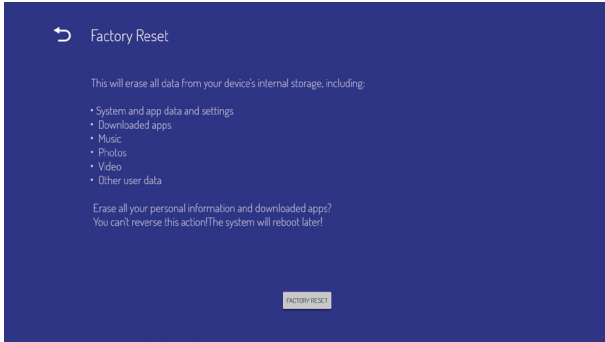 Factory Reset
This will erase all data from your device's internal storage, including:
• System and app data and settings
• Downloaded apps
• Music
• Photos
• Video
• Other user data
Erase all your personal information and downloaded apps?
You can't reverse this action!The system will reboot later!
FACTORY RESET